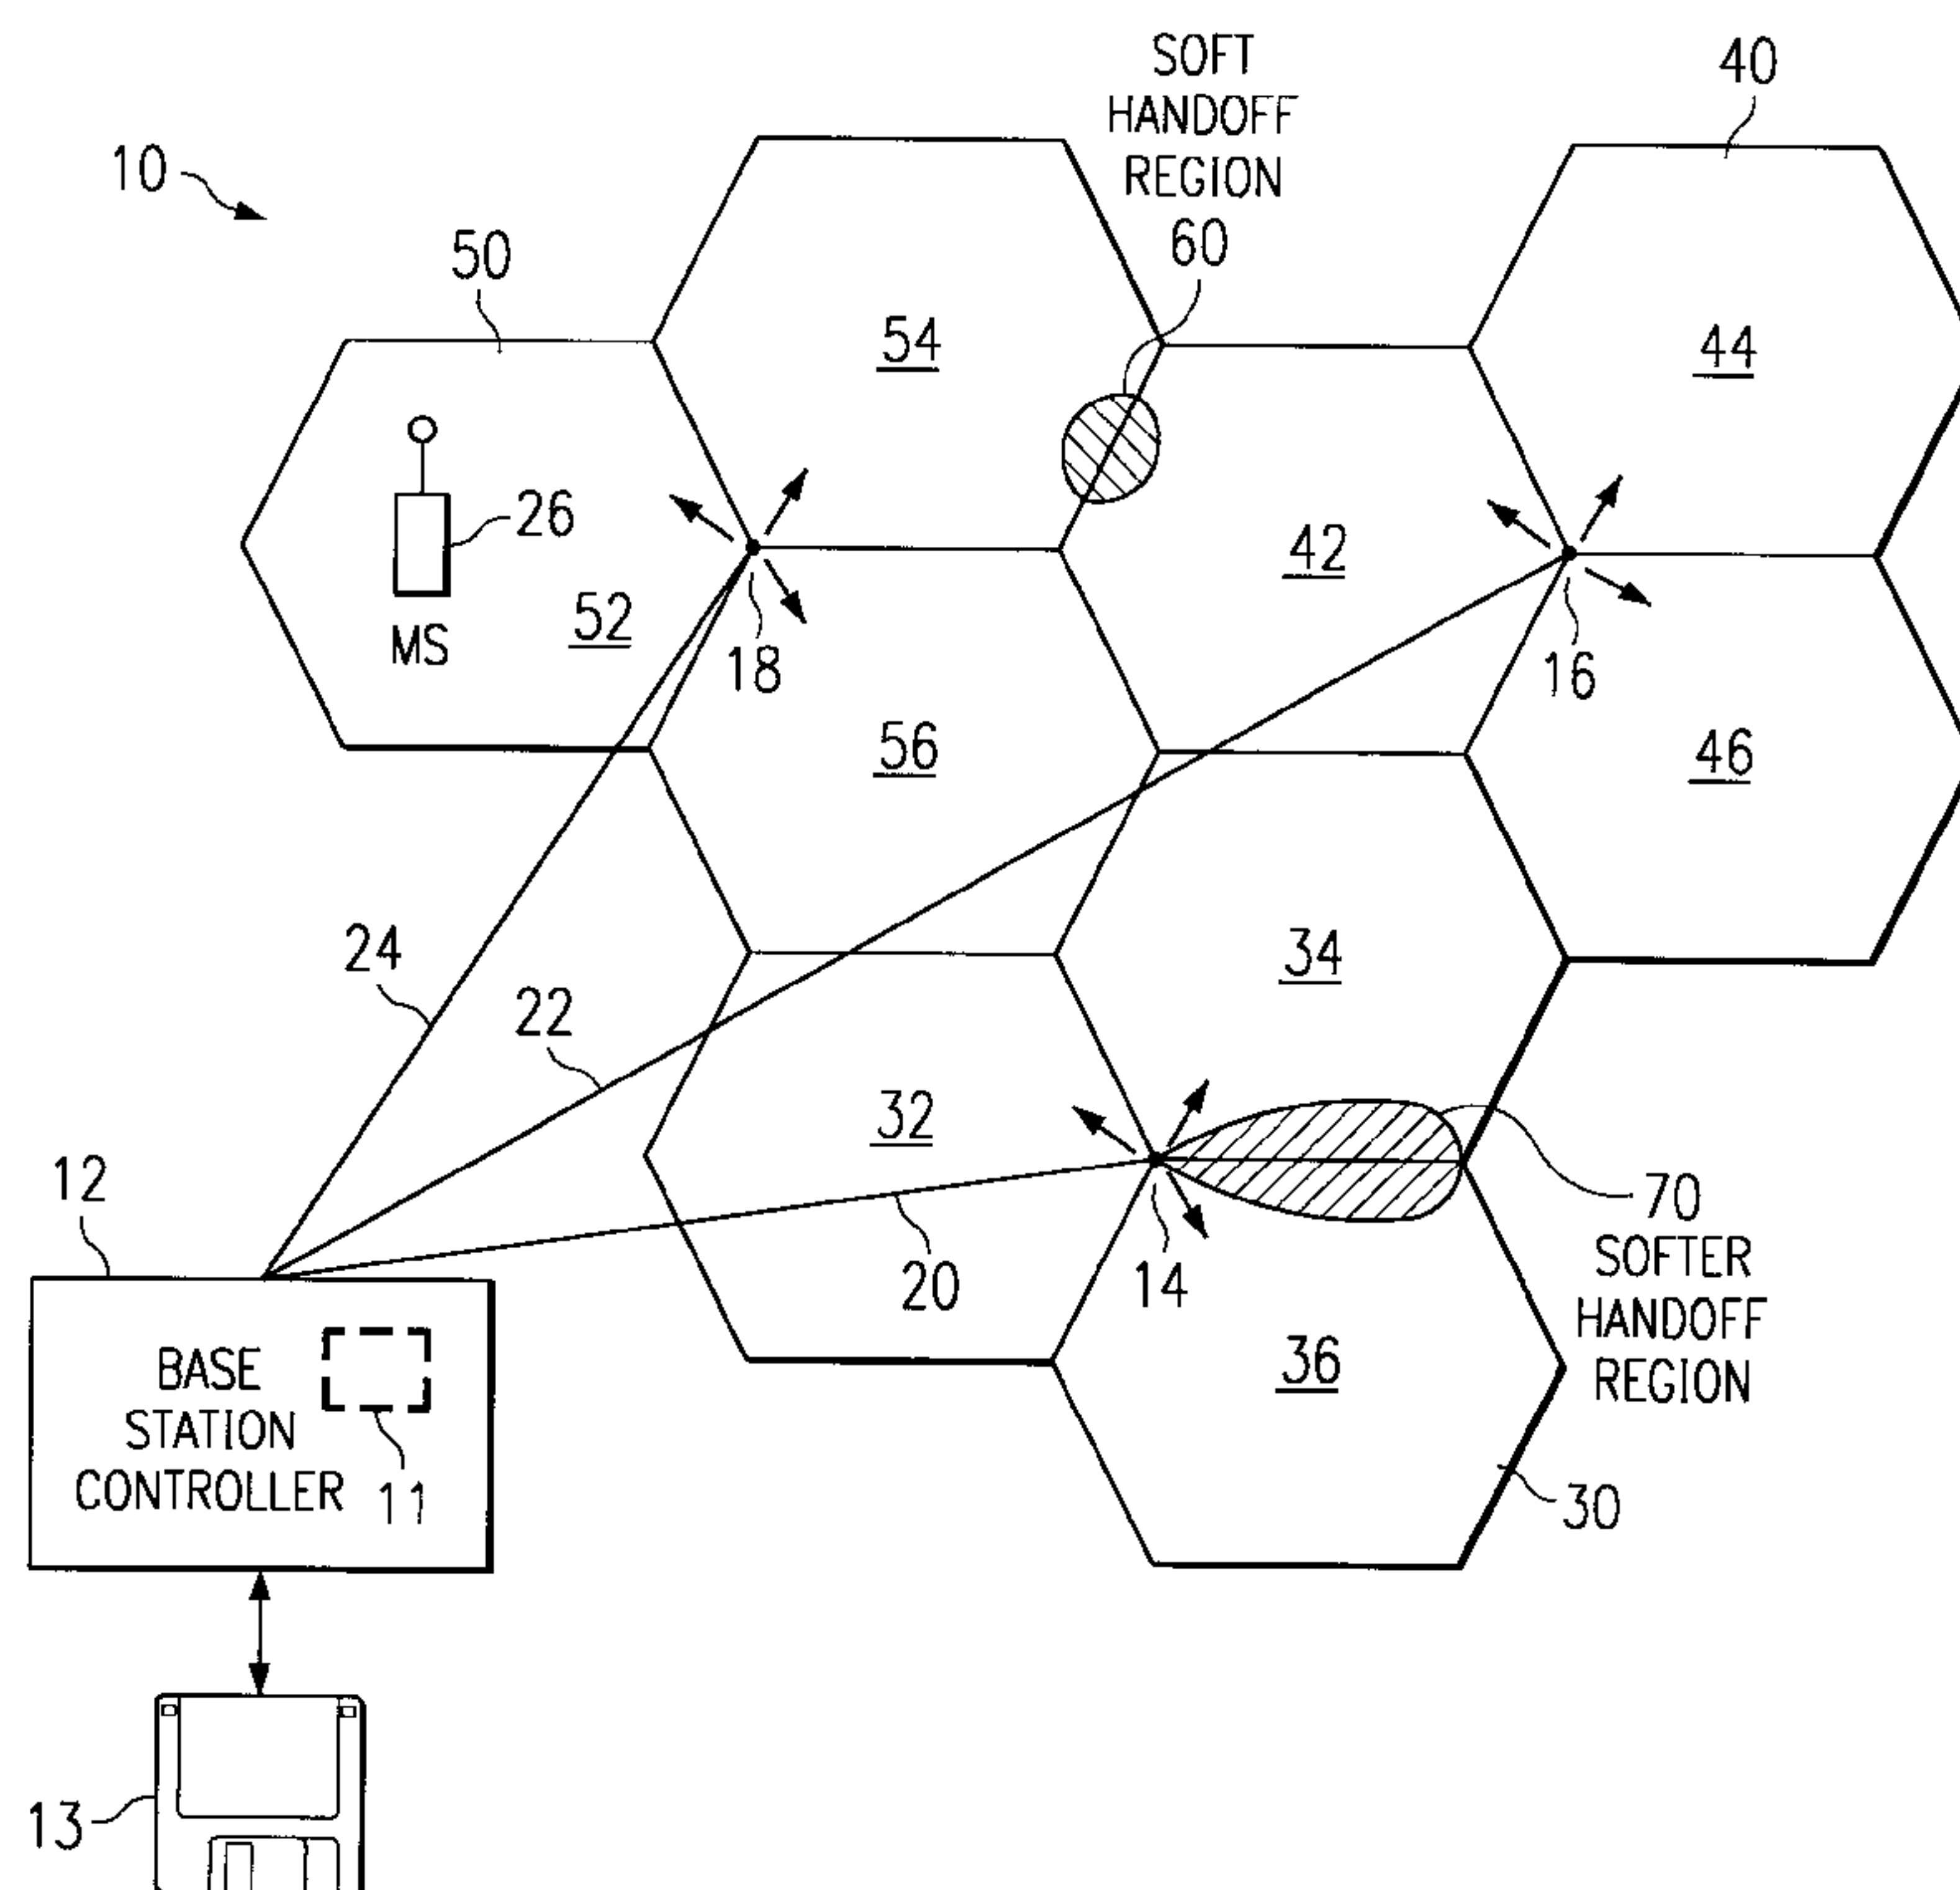 SOFT
HANDOFF
REGION
60
40
10
50
54
44
26
42
52
MS
18
16
56
46
24
34
22
32
12
70
SOFTER
HANDOFF
REGION
20
14
36
BASE
STATION
CONTROLLER
11
30
13